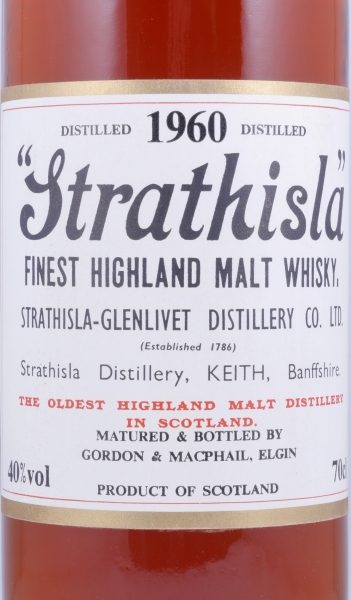 DISTILLED 1960 DISTILLED
"Strathisla"
FINEST HIGHLAND MALT WHISKY.
STRATHISLA-GLENLIVET DISTILLERY CO. LTD.
(Established 1786)
Strathisla Distillery, KEITH, Banffshire.
THE OLDEST HIGHLAND MALT DISTILLERY
IN SCOTLAND.
MATURED & BOTTLED BY
GORDON & MACPHAIL, ELGIN
40%vol 70cl
PRODUCT OF SCOTLAND